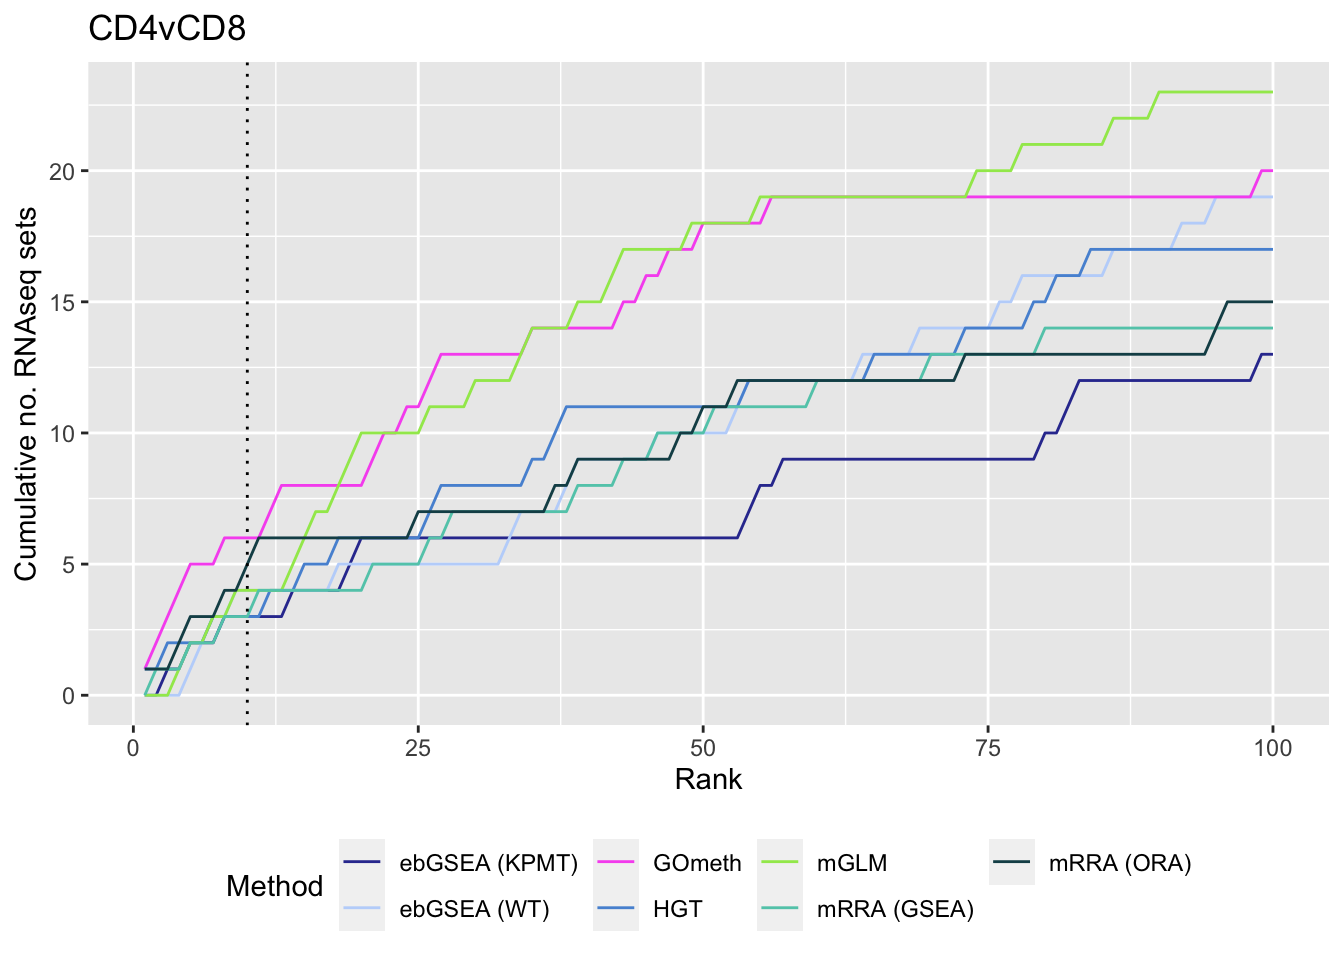 CD4vCD8
Cumulative no. RNAseq sets
20
15
10
5
0
0 25 50 75 100
Rank
Method
ebGSEA (KPMT) GOmeth mGLM mRRA (ORA)
ebGSEA (WT) HGT mRRA (GSEA)